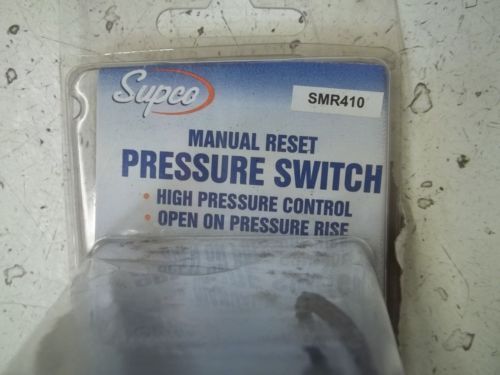 Supco
SMR410
MANUAL RESET
PRESSURE SWITCH
• HIGH PRESSURE CONTROL
• OPEN ON PRESSURE RISE